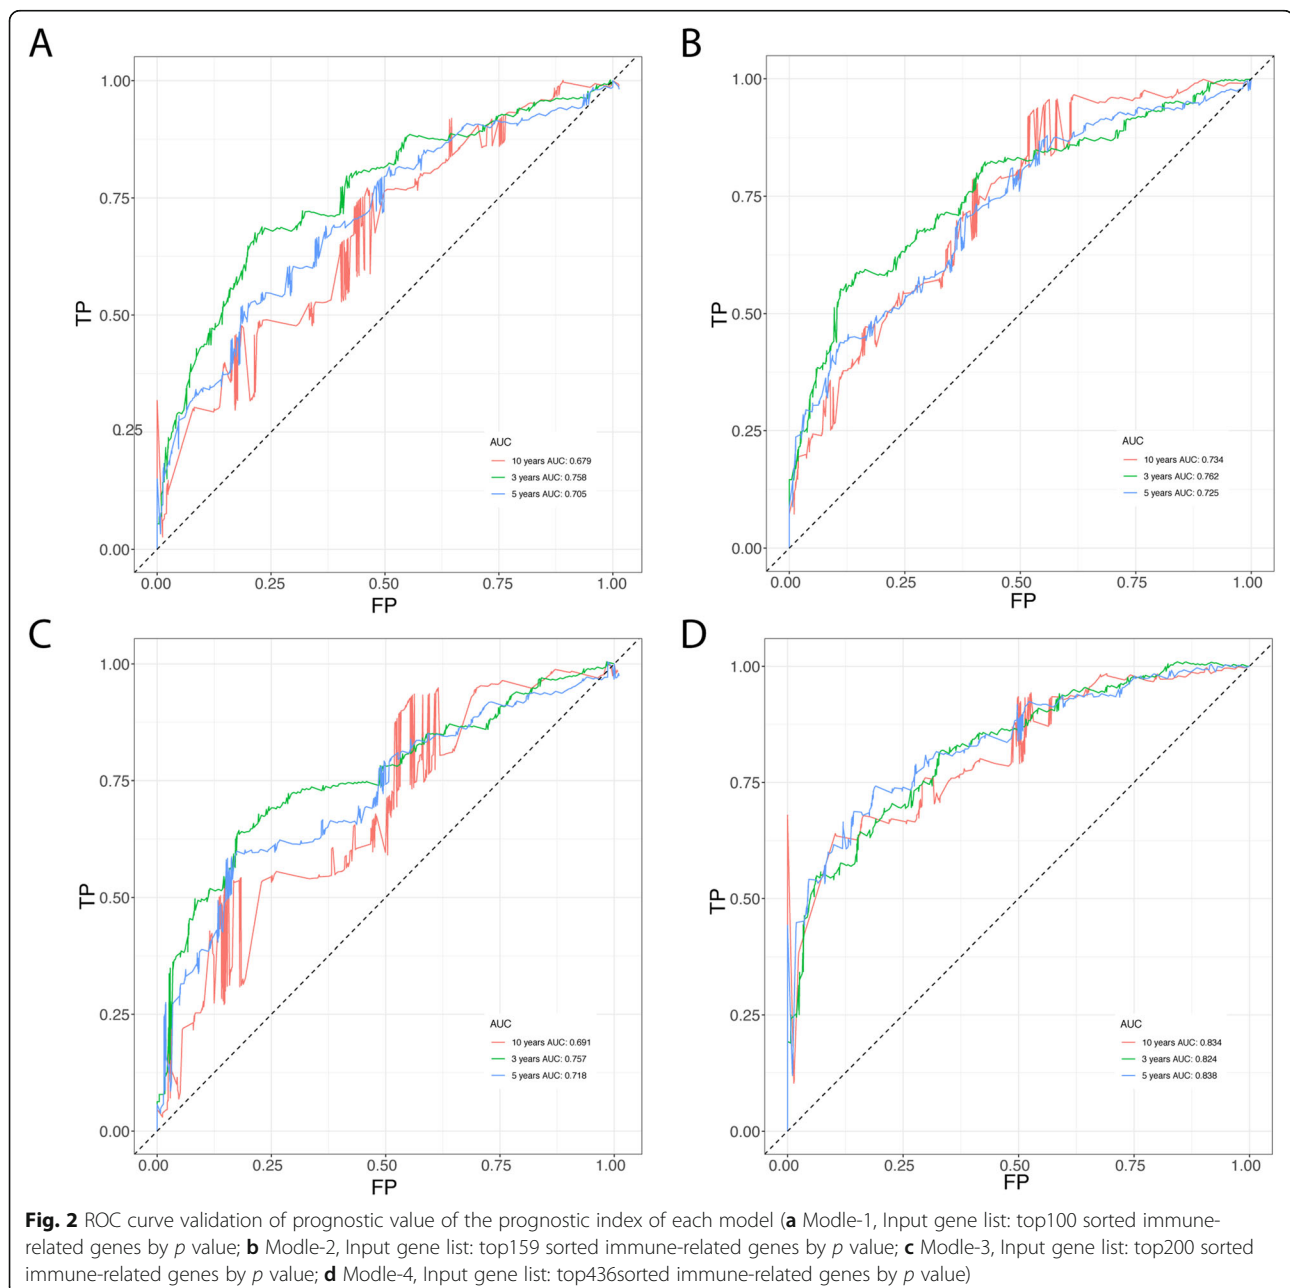 A
1.00
0.75
0.50
0.25
0.00
TP
0.00 0.25 0.50 0.75 1.00
FP
AUC
10 years AUC: 0.679
3 years AUC: 0.758
5 years AUC: 0.705
B
1.00
0.75
0.50
0.25
0.00
TP
0.00 0.25 0.50 0.75 1.00
FP
AUC
10 years AUC: 0.734
3 years AUC: 0.762
5 years AUC: 0.725
C
1.00
0.75
0.50
0.25
0.00
TP
0.00 0.25 0.50 0.75 1.00
FP
AUC
10 years AUC: 0.691
3 years AUC: 0.757
5 years AUC: 0.718
D
1.00
0.75
0.50
0.25
0.00
TP
0.00 0.25 0.50 0.75 1.00
FP
AUC
10 years AUC: 0.834
3 years AUC: 0.824
5 years AUC: 0.838
Fig. 2 ROC curve validation of prognostic value of the prognostic index of each model (a Modle-1, Input gene list: top100 sorted immune-
related genes by p value; b Modle-2, Input gene list: top159 sorted immune-related genes by p value; c Modle-3, Input gene list: top200 sorted
immune-related genes by p value; d Modle-4, Input gene list: top436sorted immune-related genes by p value)